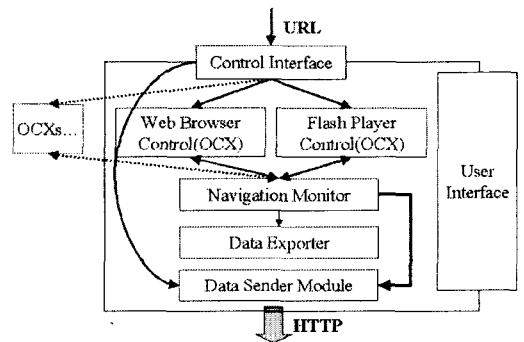 URL
Control Interface
OCXs...
Web Browser
Control(OCX)
Flash Player
Control(OCX)
User
Interface
Navigation Monitor
Data Exporter
Data Sender Module
HTTP